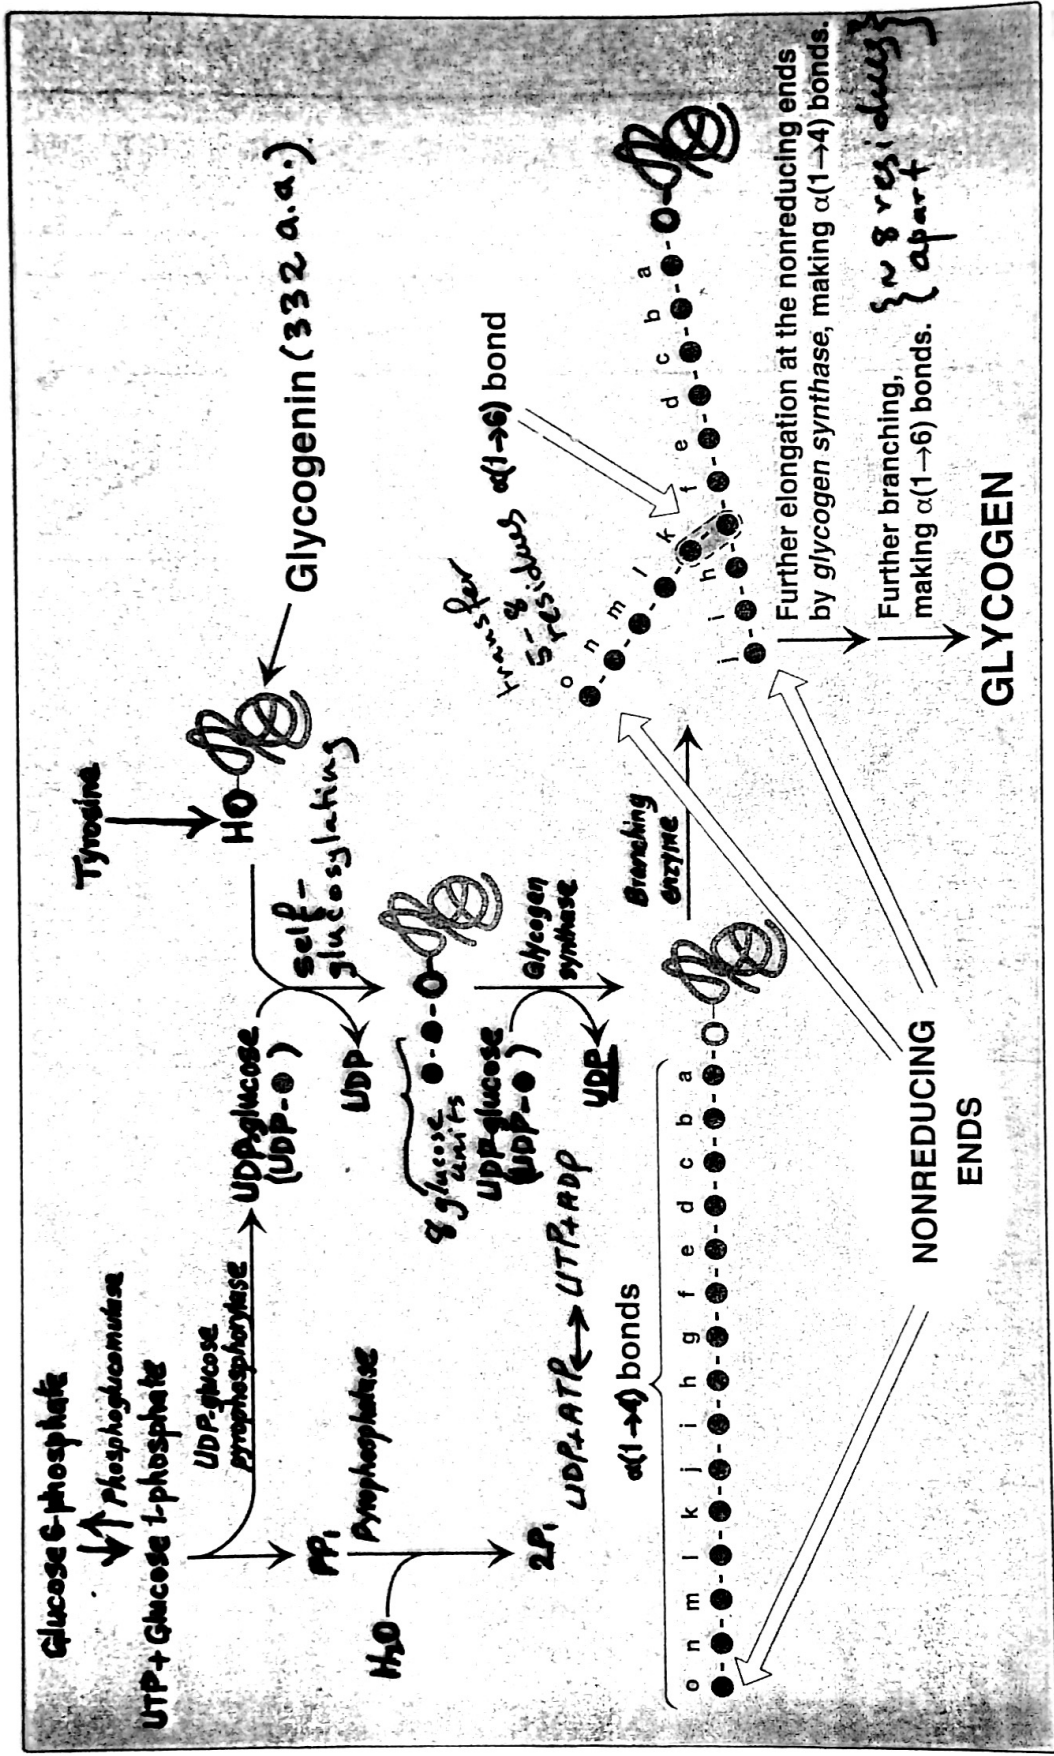 Glucose 6-phosphate
Phosphoglucomutase
UTP + Glucose 1-phosphate
UDP-glucose
pyrophosphorylase
PPi
H2O
Pyrophosphatase
2Pi
UDP+ATP ↔ UTP+ADP
Tyrosine
HO
Glycogenin (332 a.a.)
UDP-glucose
(UDP-●)
self-
glucosylating
UDP
8 glucose
units
O
UDP-glucose
(UDP-●)
Glycogen
synthase
UDP
α(1→4) bonds
o n m l k j i h g f e d c b a
O
Branching
enzyme
transfer
5-8
residues
α(1→6) bond
o n m l k
j i h f e d c b a
O
NONREDUCING
ENDS
Further elongation at the nonreducing ends
by glycogen synthase, making α(1→4) bonds.
Further branching,
making α(1→6) bonds.
{~ 8 residues}
{apart}
GLYCOGEN